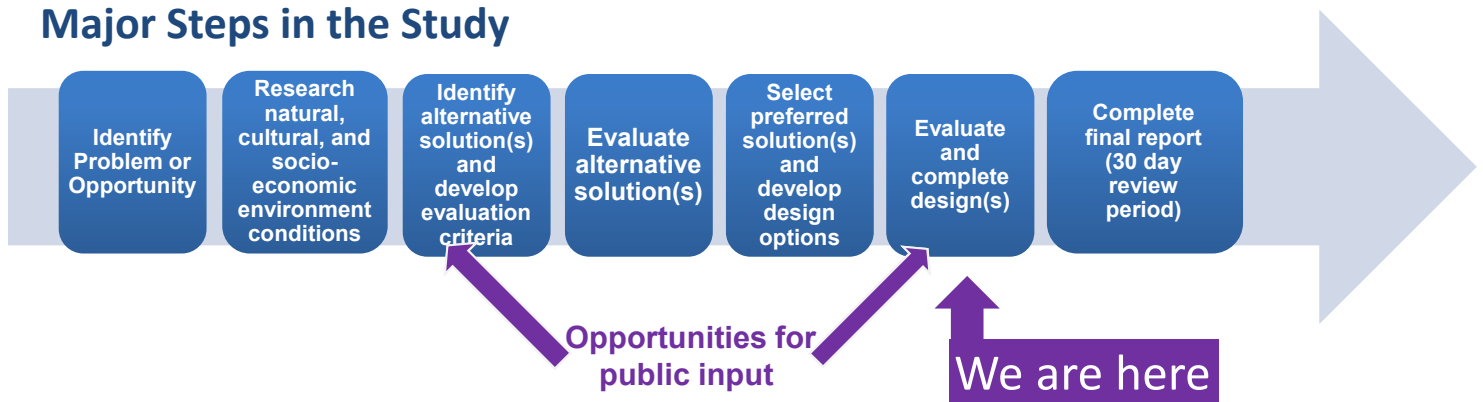 Major Steps in the Study
Identify
Problem or
Opportunity
Research
natural,
cultural, and
socio-
economic
environment
conditions
Identify
alternative
solution(s)
and
develop
evaluation
criteria
Evaluate
alternative
solution(s)
Select
preferred
solution(s)
and
develop
design
options
Evaluate
and
complete
design(s)
Complete
final report
(30 day
review
period)
Opportunities for
public input
We are here